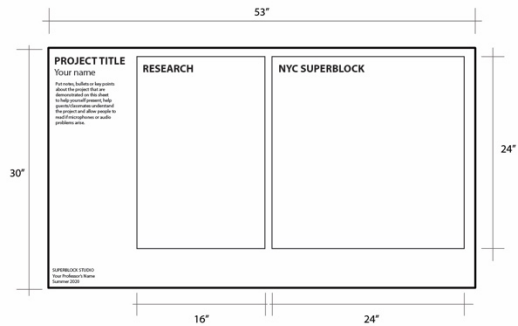 53”
PROJECT TITLE
Your name
Put notes, bullets or key points
about the project that are
demonstrated on this sheet
to help yourself present, help
guests/classmates understand
the project and allow people to
read if microphones or audio
problems arise.
RESEARCH
NYC SUPERBLOCK
30”
24”
SUPERBLOCK STUDIO
Your Professor's Name
Summer 2020
16”
24”